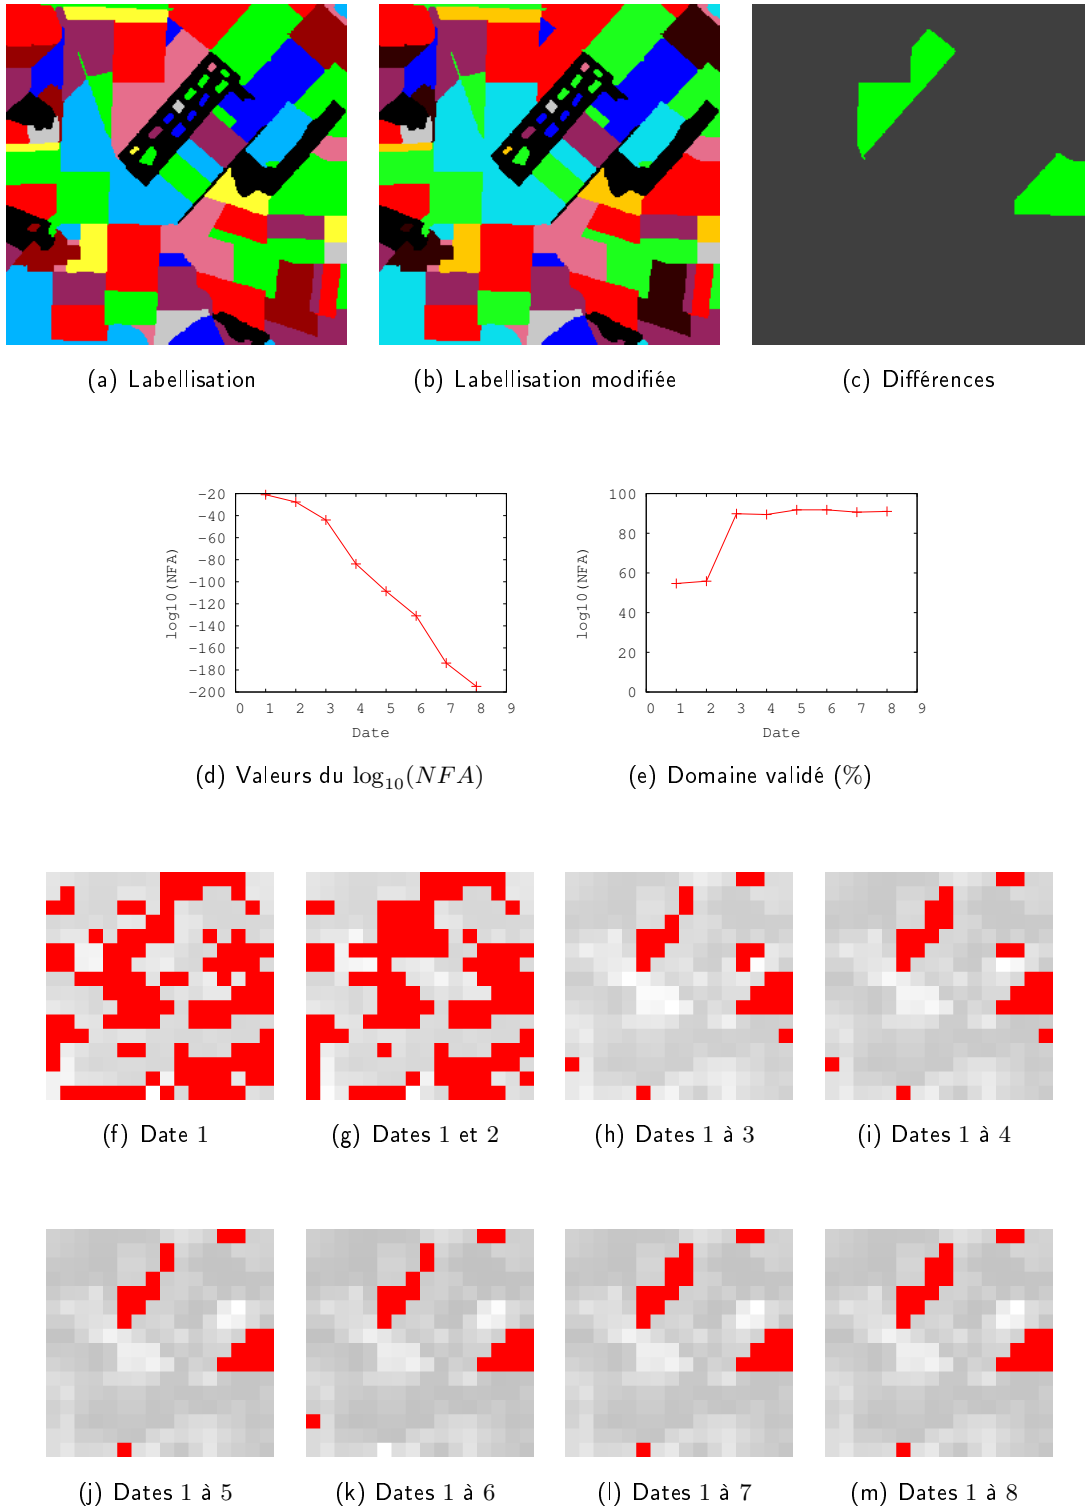 (a) Labellisation
(b) Labellisation modifiée
(c) Différences
-20
-40
-60
-80
-100
-120
-140
-160
-180
-200
log10(NFA)
0 1 2 3 4 5 6 7 8 9
Date
100
80
60
40
20
0
log10(NFA)
0 1 2 3 4 5 6 7 8 9
Date
(d) Valeurs du log₁₀(NFA)
(e) Domaine validé (%)
(f) Date 1
(g) Dates 1 et 2
(h) Dates 1 à 3
(i) Dates 1 à 4
(j) Dates 1 à 5
(k) Dates 1 à 6
(l) Dates 1 à 7
(m) Dates 1 à 8